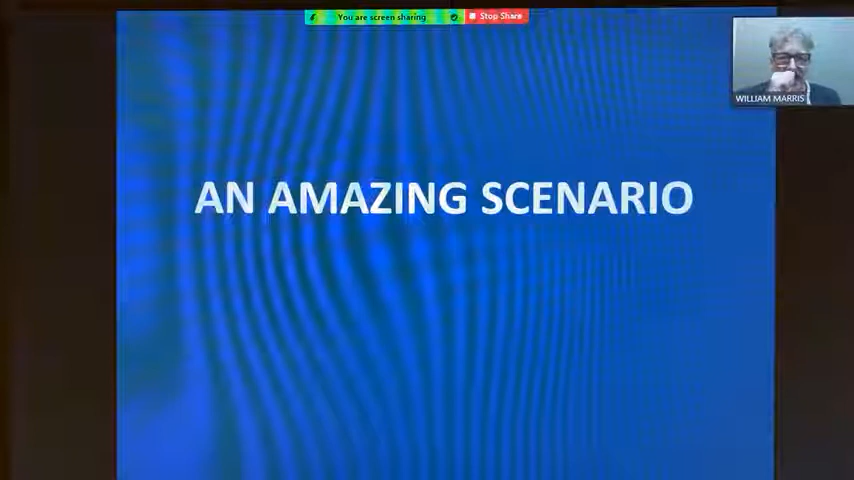 You are screen sharing
Stop Share
WILLIAM MARRIS
AN AMAZING SCENARIO